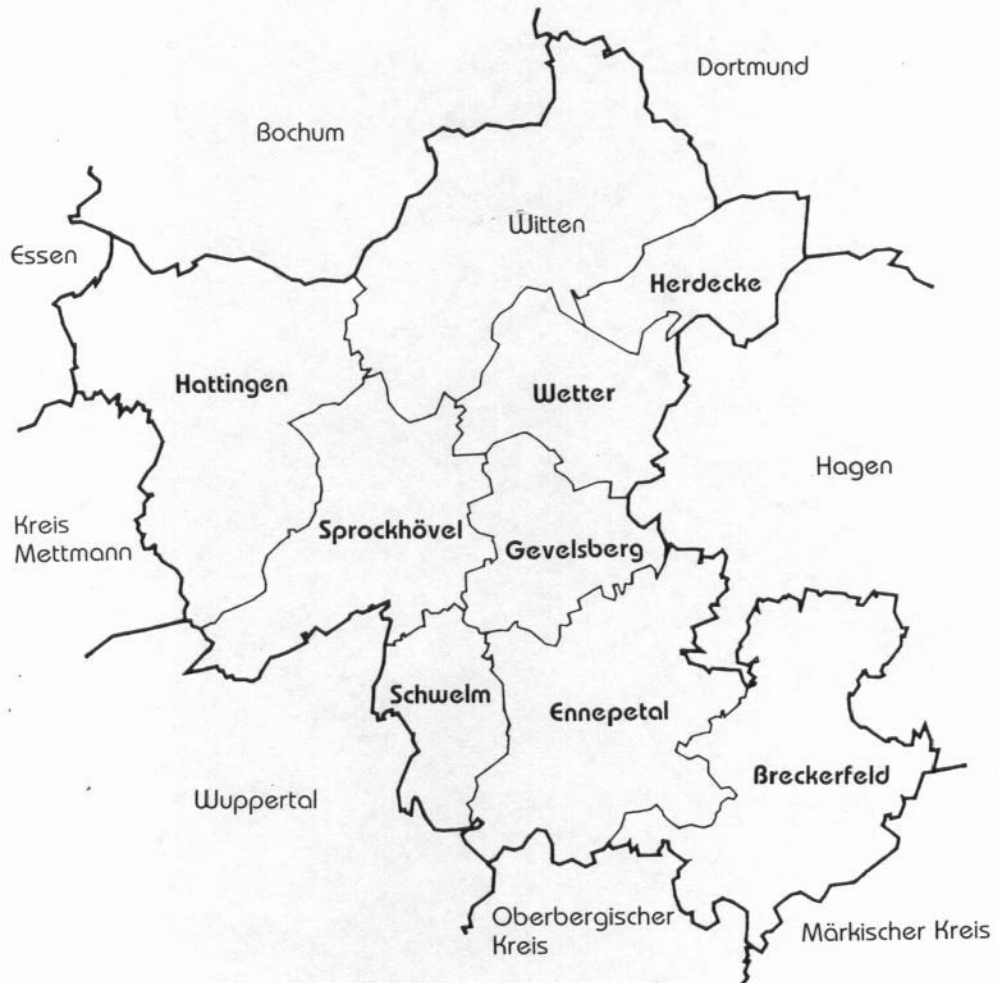 Dortmund
Bochum
Witten
Essen
Herdecke
Hattingen
Wetter
Hagen
Kreis
Mettmann
Sprockhövel
Gevelsberg
Schwelm
Ennepetal
Breckerfeld
Wuppertal
Oberbergischer
Kreis
Märkischer Kreis